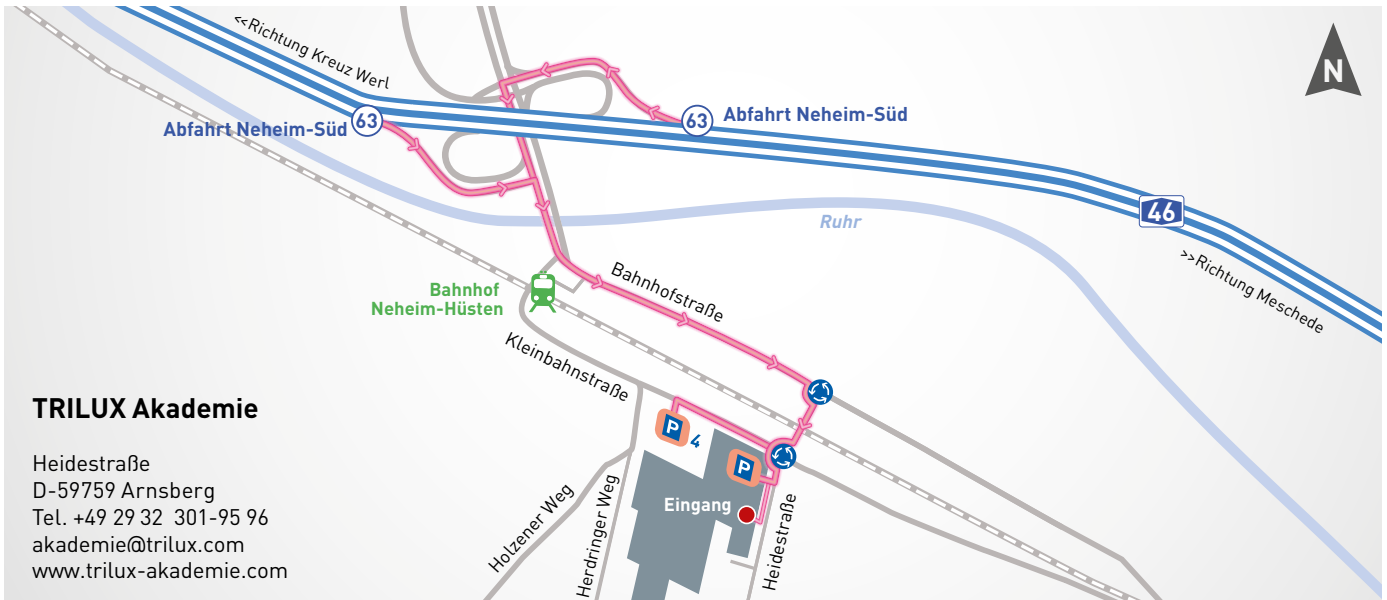 <<Richtung Kreuz Werl
N
Abfahrt Neheim-Süd
63
63
Abfahrt Neheim-Süd
46
Ruhr
>>Richtung Meschede
Bahnhof
Neheim-Hüsten
Bahnhofstraße
Kleinbahnstraße
P
4
P
Eingang
Holzener Weg
Herdringer Weg
Heidestraße
TRILUX Akademie
Heidestraße
D-59759 Arnsberg
Tel. +49 29 32 301-95 96
akademie@trilux.com
www.trilux-akademie.com